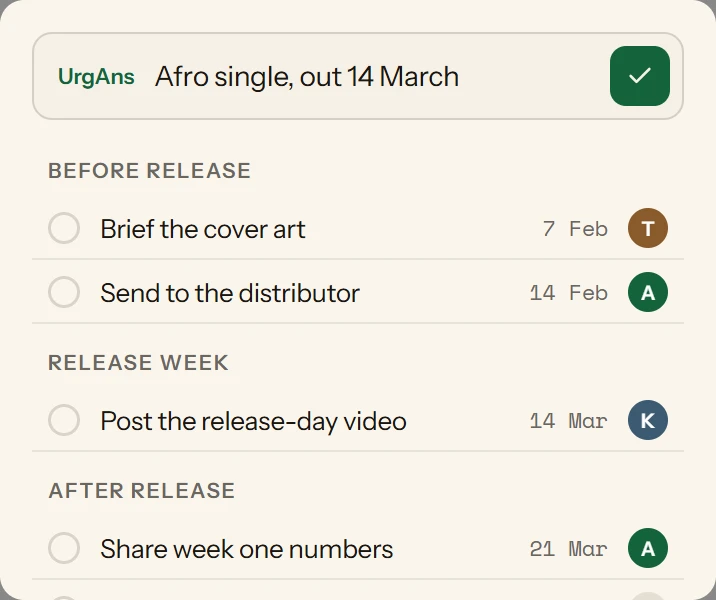 UrgAns Afro single, out 14 March
BEFORE RELEASE
Brief the cover art 7 Feb T
Send to the distributor 14 Feb A
RELEASE WEEK
Post the release-day video 14 Mar K
AFTER RELEASE
Share week one numbers 21 Mar A